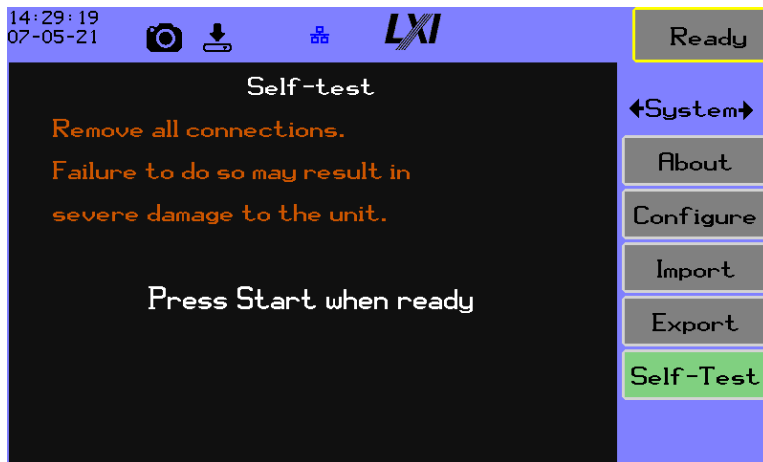 14:29:19
07-05-21
LXI
Ready
Self-test
Remove all connections.
Failure to do so may result in
severe damage to the unit.
Press Start when ready
System
About
Configure
Import
Export
Self-Test